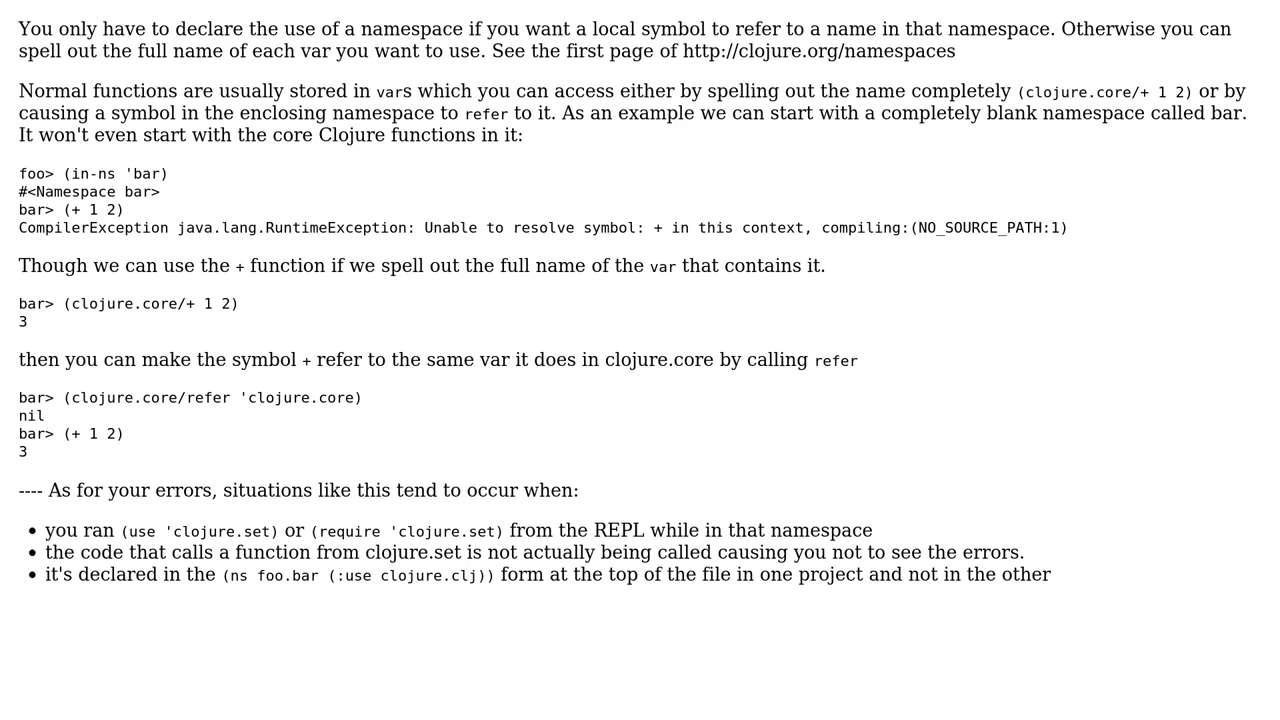 You only have to declare the use of a namespace if you want a local symbol to refer to a name in that namespace. Otherwise you can
spell out the full name of each var you want to use. See the first page of http://clojure.org/namespaces
Normal functions are usually stored in vars which you can access either by spelling out the name completely (clojure.core/+ 1 2) or by
causing a symbol in the enclosing namespace to refer to it. As an example we can start with a completely blank namespace called bar.
It won't even start with the core Clojure functions in it:
foo> (in-ns 'bar)
#<Namespace bar>
bar> (+ 1 2)
CompilerException java.lang.RuntimeException: Unable to resolve symbol: + in this context, compiling:(NO_SOURCE_PATH:1)
Though we can use the + function if we spell out the full name of the var that contains it.
bar> (clojure.core/+ 1 2)
3
then you can make the symbol + refer to the same var it does in clojure.core by calling refer
bar> (clojure.core/refer 'clojure.core)
nil
bar> (+ 1 2)
3
---- As for your errors, situations like this tend to occur when:
• you ran (use 'clojure.set) or (require 'clojure.set) from the REPL while in that namespace
• the code that calls a function from clojure.set is not actually being called causing you not to see the errors.
• it's declared in the (ns foo.bar (:use clojure.clj)) form at the top of the file in one project and not in the other